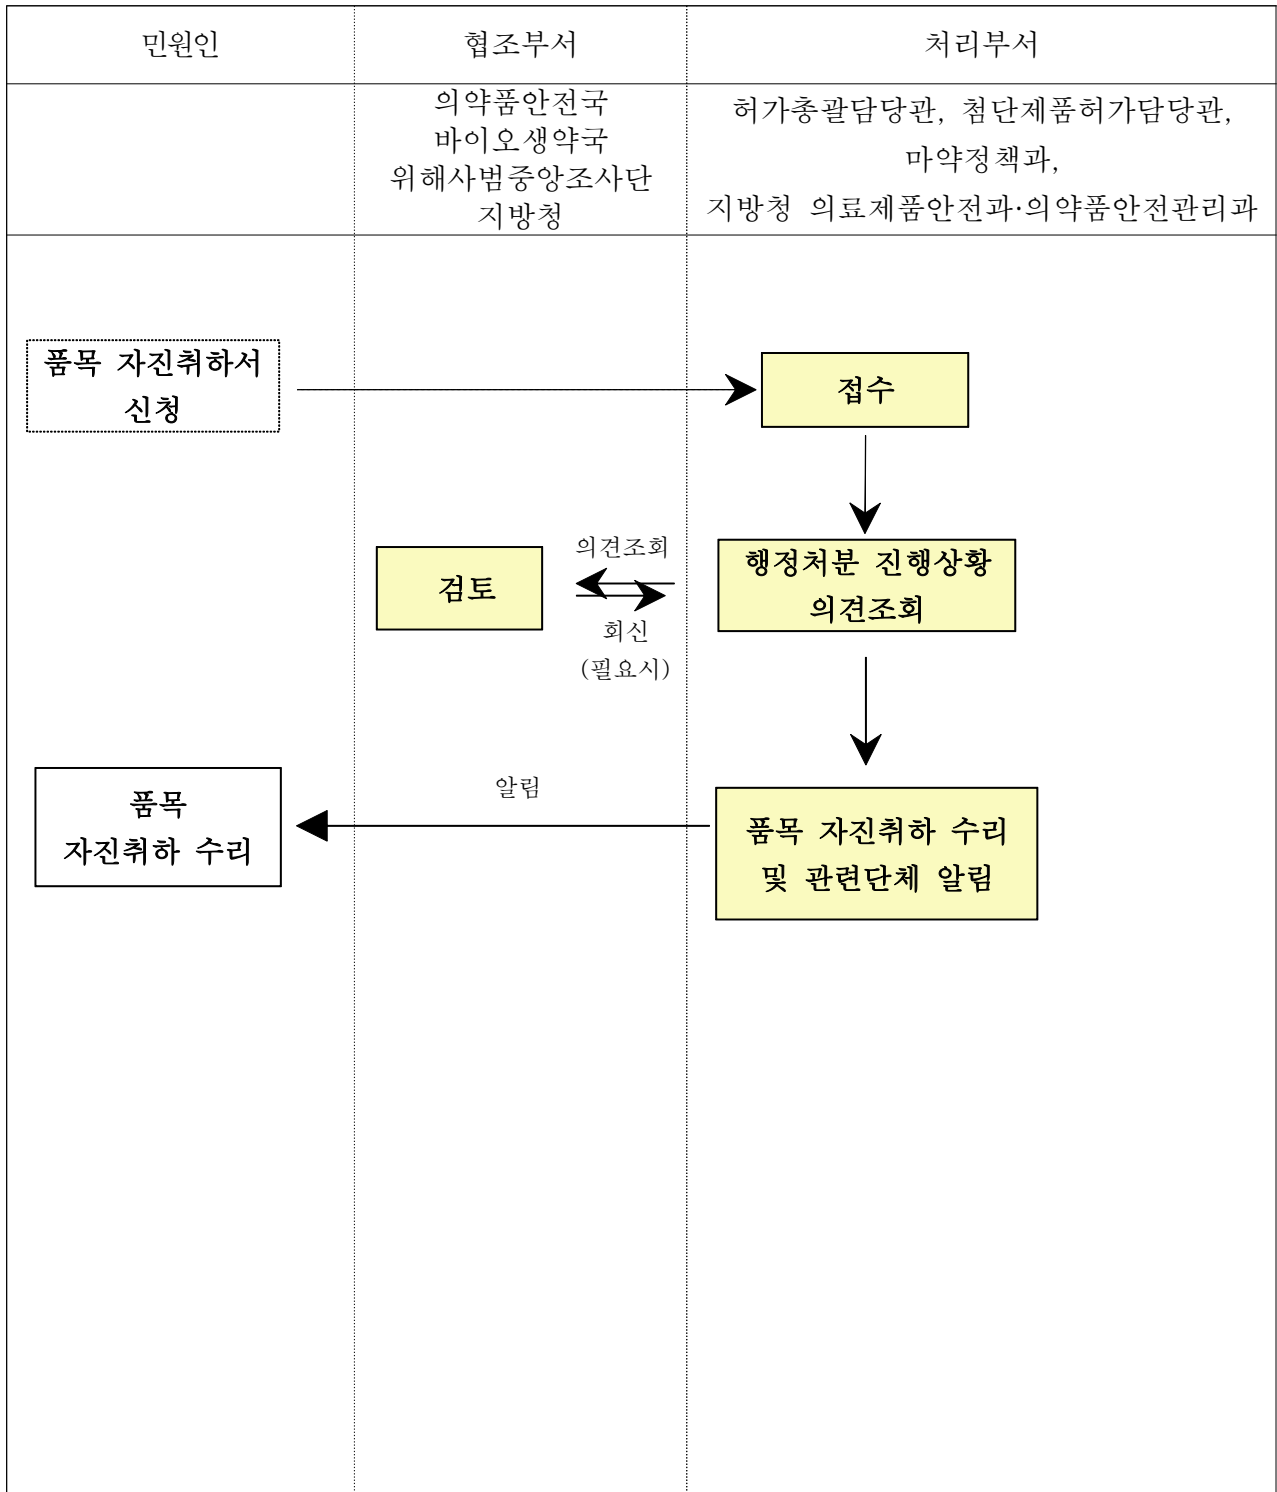 민원인
협조부서
처리부서
의약품안전국
바이오생약국
위해사범중앙조사단
지방청
허가총괄담당관, 첨단제품허가담당관,
마약정책과,
지방청 의료제품안전과·의약품안전관리과
품목 자진취하서
신청
접수
검토
의견조회
회신
(필요시)
행정처분 진행상황
의견조회
품목
자진취하 수리
알림
품목 자진취하 수리
및 관련단체 알림